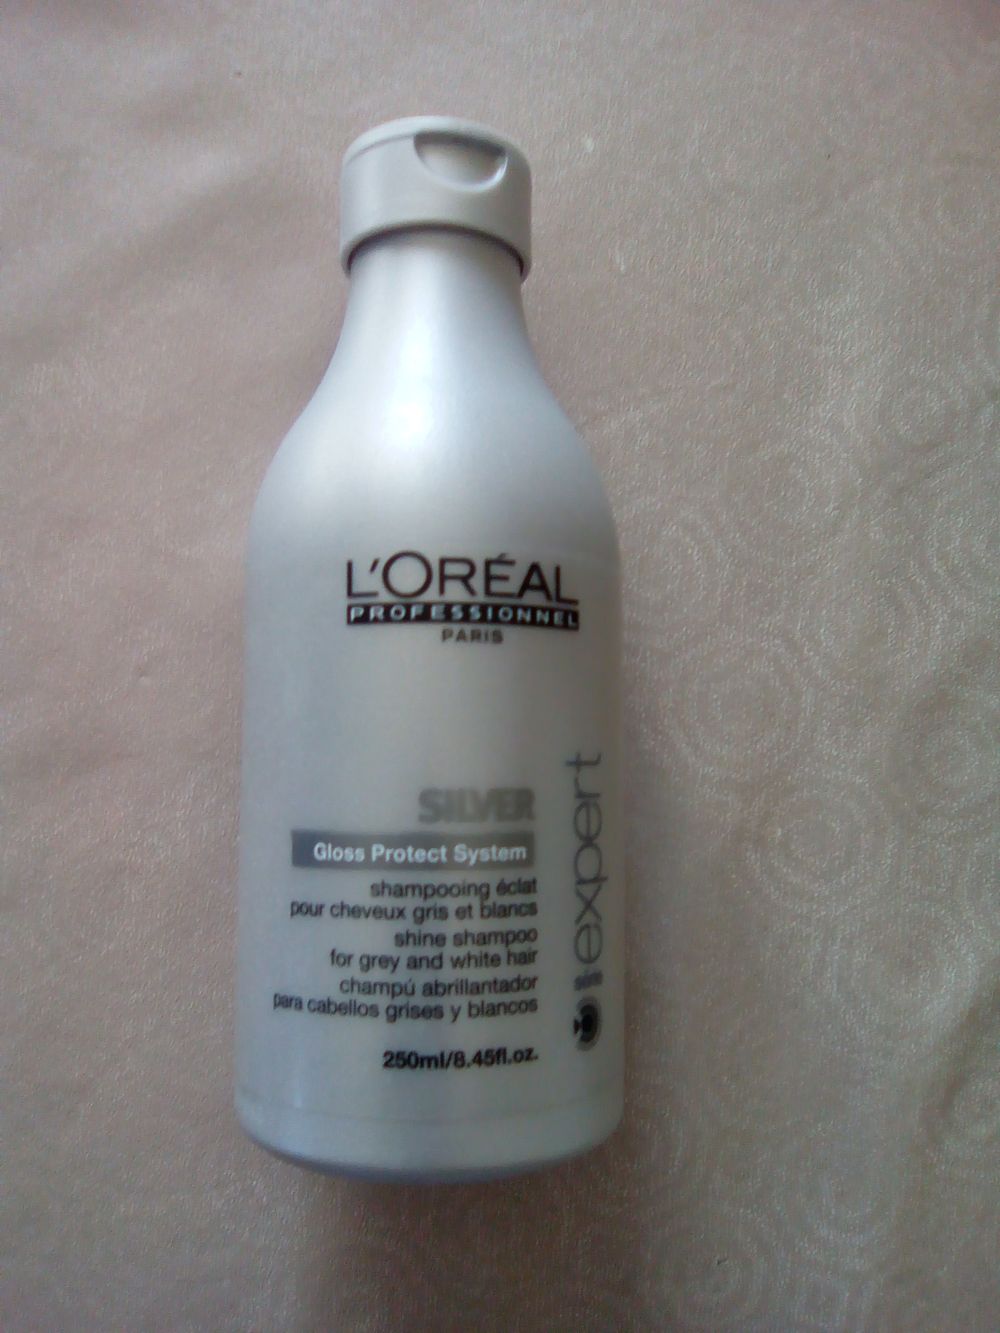 L'ORÉAL
PROFESSIONNEL
PARIS
SILVER
Gloss Protect System
shampooing éclat
pour cheveux gris et blancs
shine shampoo
for grey and white hair
champú abrillantador
para cabellos grises y blancos
250ml/8.45fl.oz.
série expert